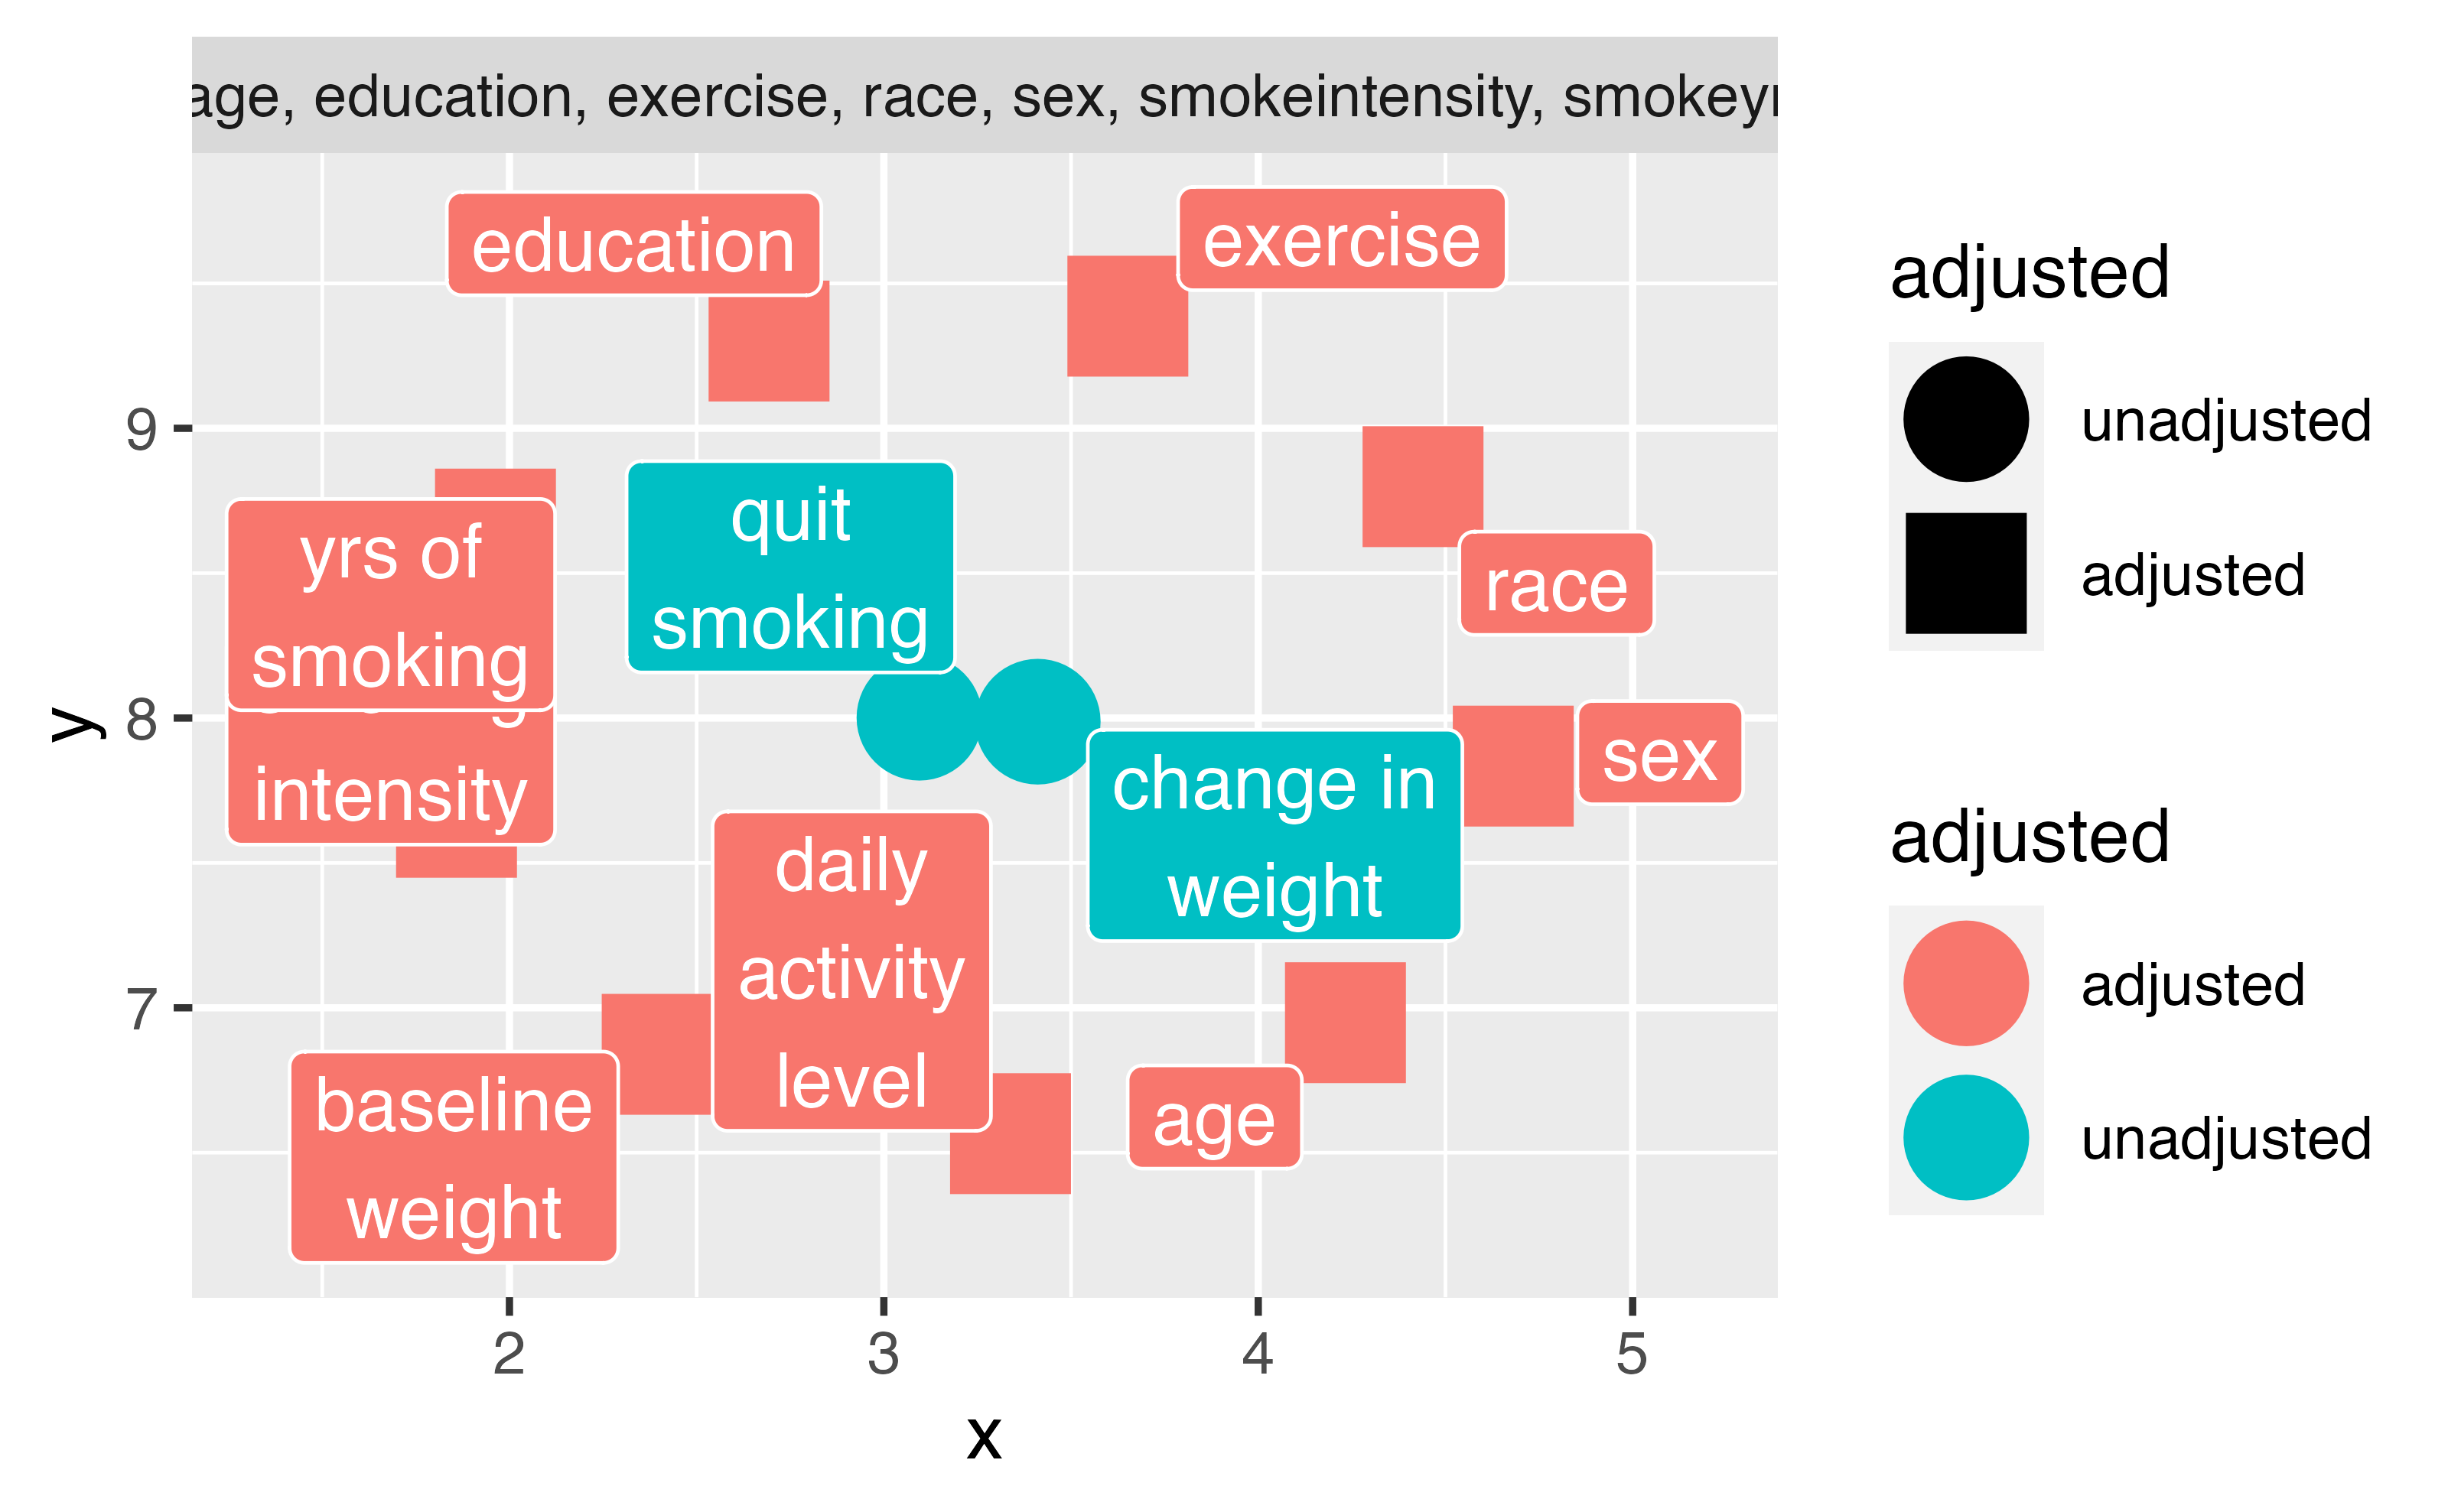 age, education, exercise, race, sex, smokeintensity,
education
exercise
quit
smoking
yrs of
smoking
intensity
race
sex
change in
weight
daily
activity
level
baseline
weight
age
9
8
7
y
2
3
4
5
x
adjusted
unadjusted
adjusted
adjusted
adjusted
unadjusted